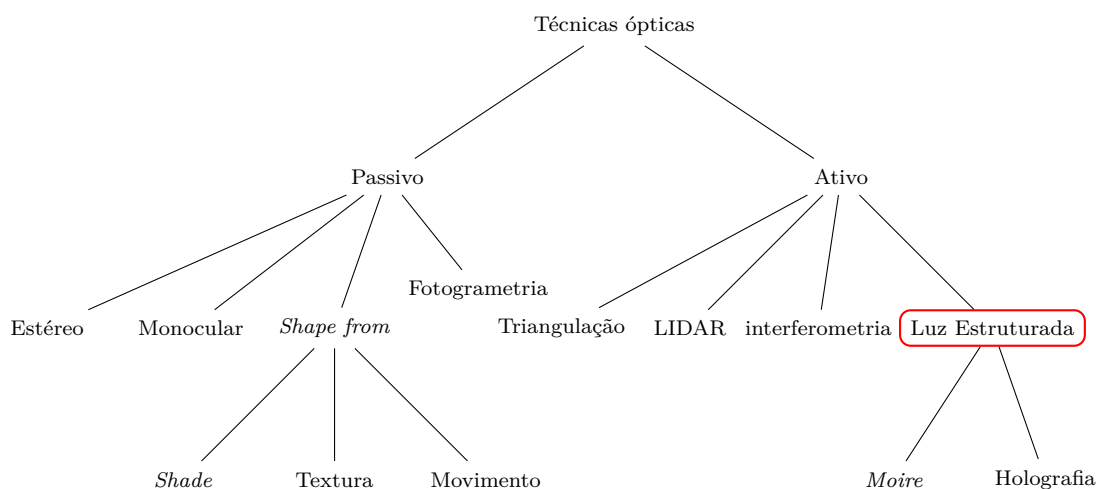 Técnicas ópticas
Passivo
Ativo
Fotogrametria
Estéreo
Monocular
Shape from
Triangulação
LIDAR
interferometria
Luz Estruturada
Shade
Textura
Movimento
Moire
Holografia